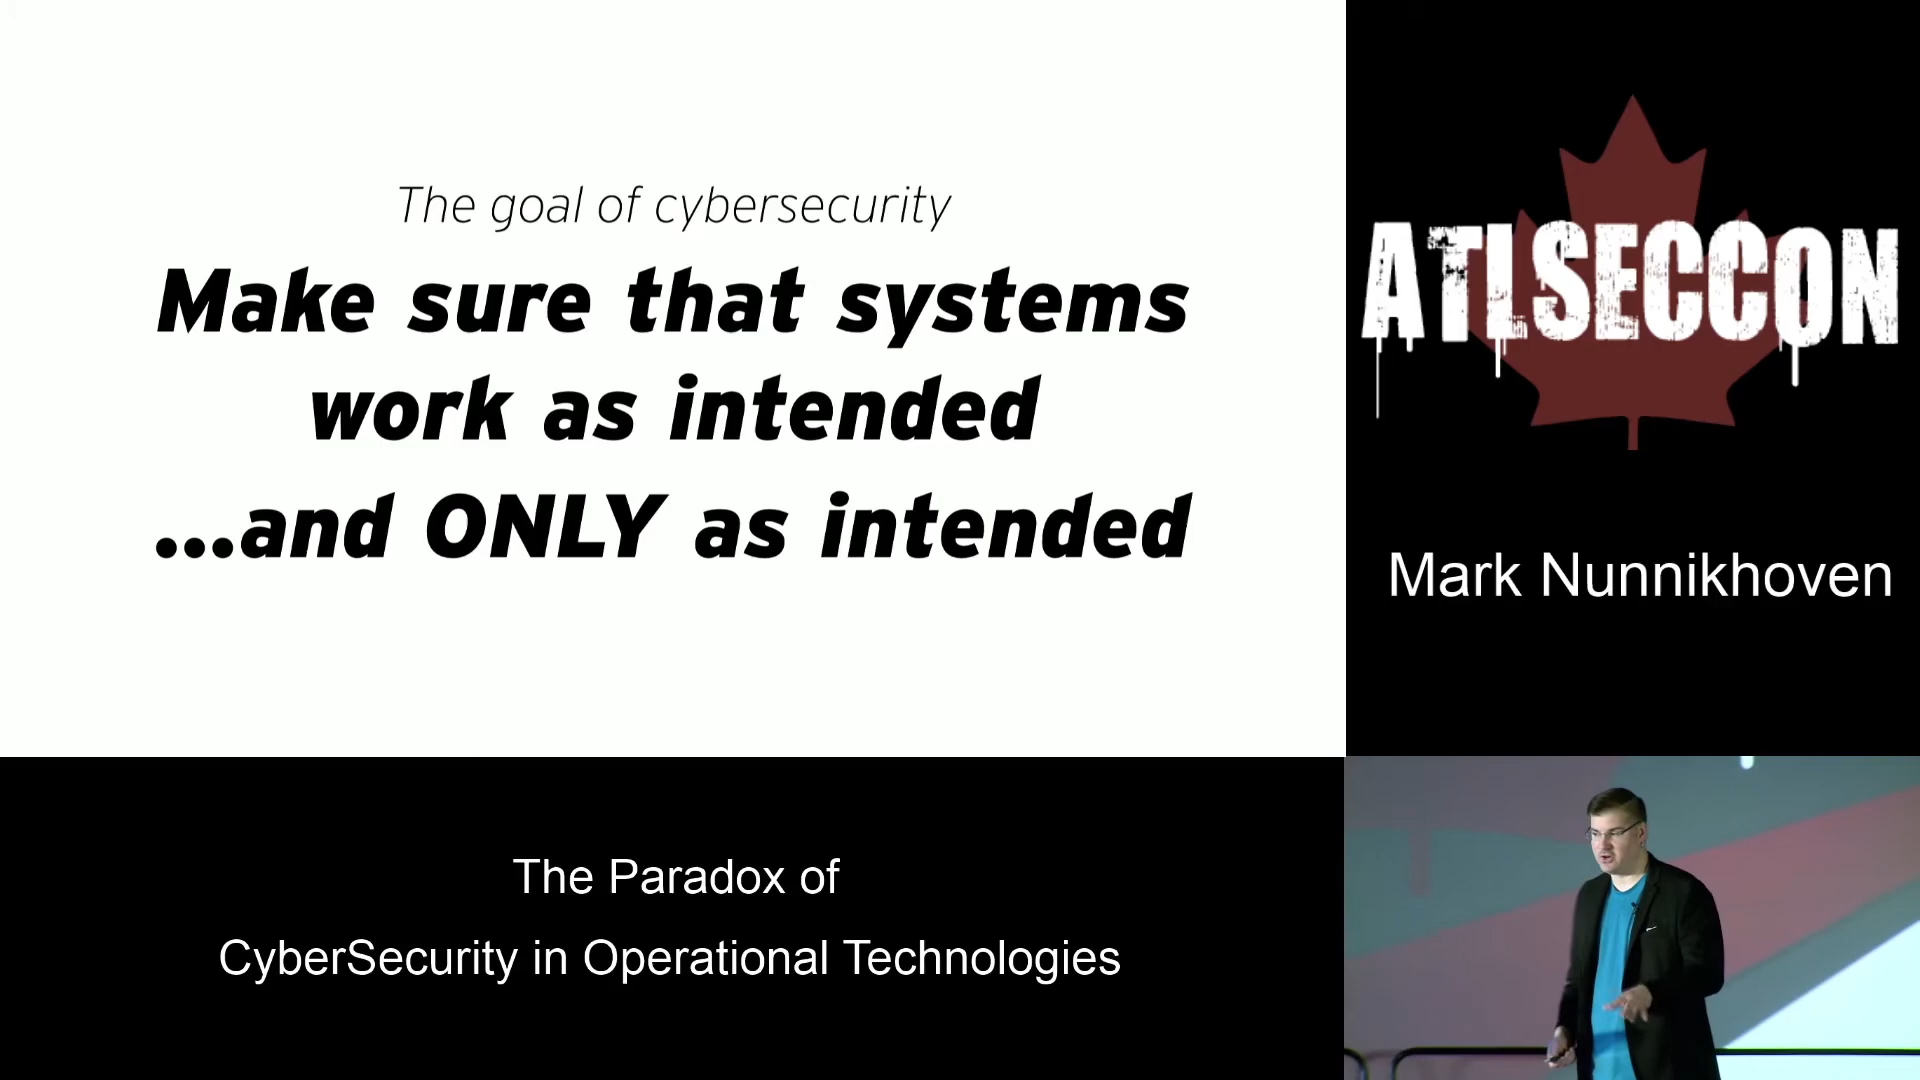 The goal of cybersecurity
Make sure that systems
work as intended
...and ONLY as intended
ATLSECCON
Mark Nunnikhoven
The Paradox of
CyberSecurity in Operational Technologies